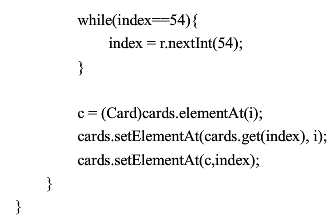 while(index==54){
index = r.nextInt(54);
}
c = (Card)cards.elementAt(i);
cards.setElementAt(cards.get(index), i);
cards.setElementAt(c,index);
}
}